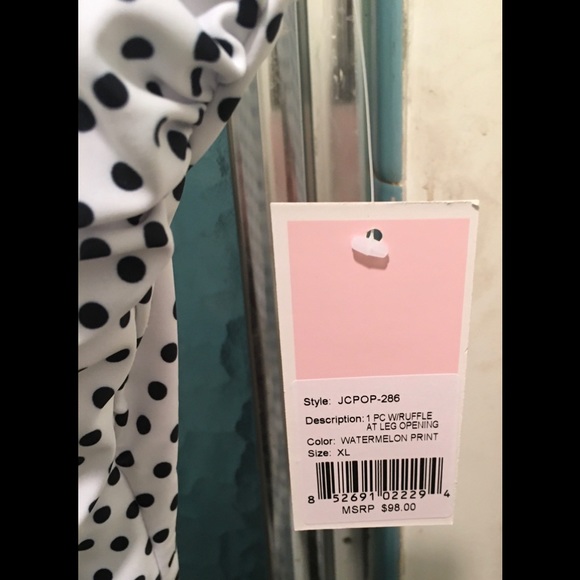 Style: JCPOP-286
Description: 1 PC W/RUFFLE
AT LEG OPENING
Color: WATERMELON PRINT
Size: XL
8 52691 02229 4
MSRP $98.00